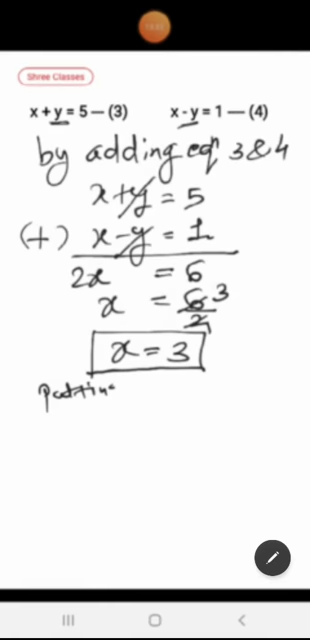 Shree Classes
x + y = 5 — (3) x - y = 1 — (4)
by adding eqn 3 & 4
x + y = 5
(+) x - y = 1
2x = 6
x = 6/2 3
x = 3